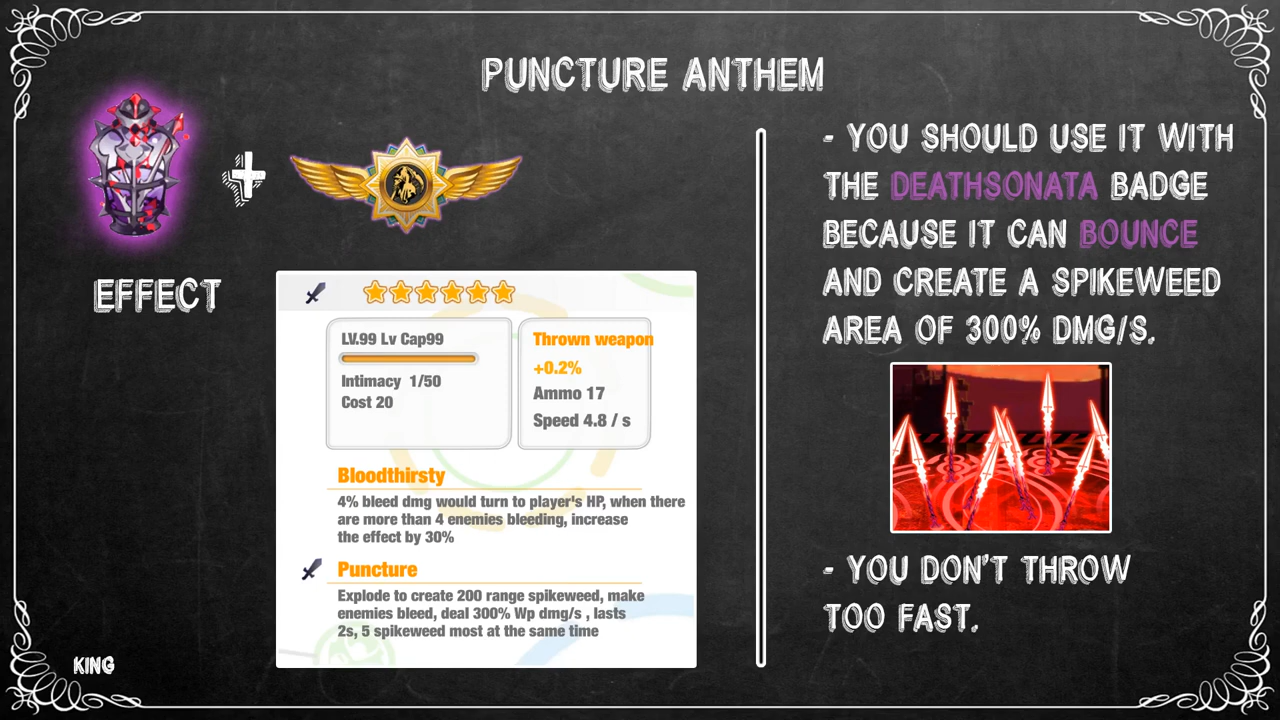 PUNCTURE ANTHEM
EFFECT
LV.99 Lv Cap99
Intimacy 1/50
Cost 20
Thrown weapon
+0.2%
Ammo 17
Speed 4.8 / s
Bloodthirsty
4% bleed dmg would turn to player's HP, when there
are more than 4 enemies bleeding, increase
the effect by 30%
Puncture
Explode to create 200 range spikeweed, make
enemies bleed, deal 300% Wp dmg/s , lasts
2s, 5 spikeweed most at the same time
KING
- YOU SHOULD USE IT WITH
THE DEATHSONATA BADGE
BECAUSE IT CAN BOUNCE
AND CREATE A SPIKEWEED
AREA OF 300% DMG/S.
- YOU DON'T THROW
TOO FAST.